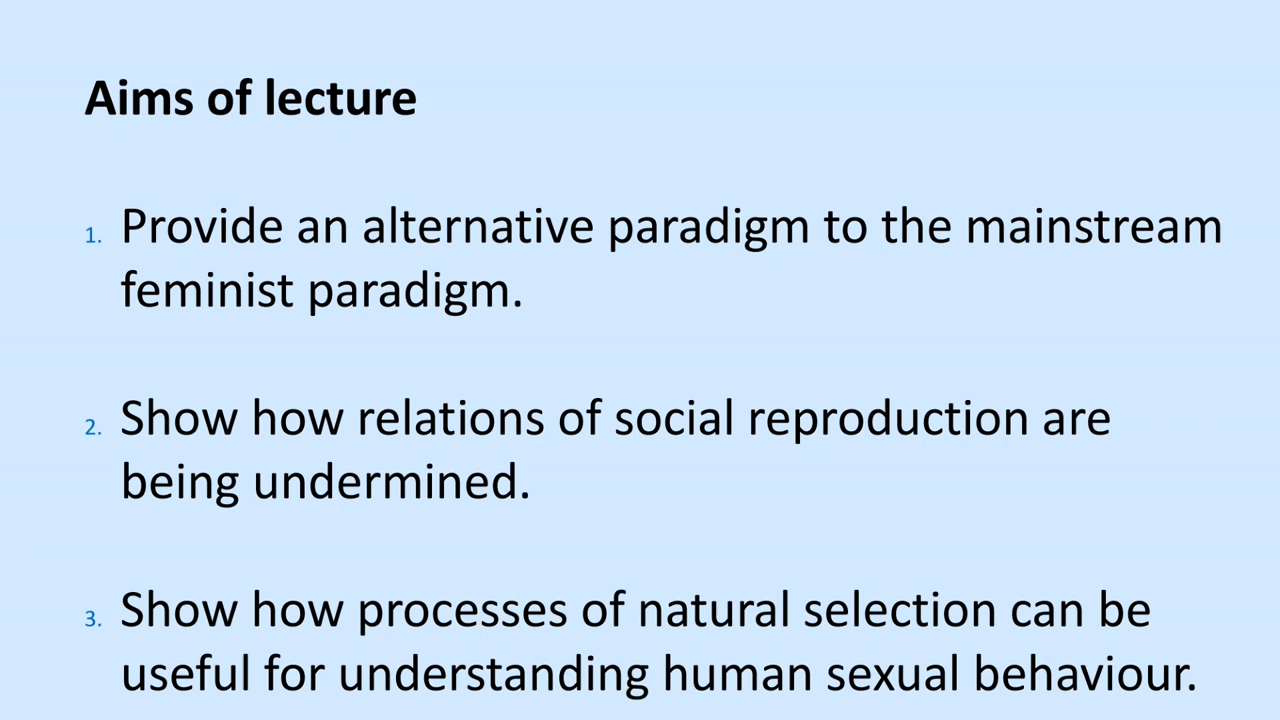 Aims of lecture
1. Provide an alternative paradigm to the mainstream
feminist paradigm.
2. Show how relations of social reproduction are
being undermined.
3. Show how processes of natural selection can be
useful for understanding human sexual behaviour.